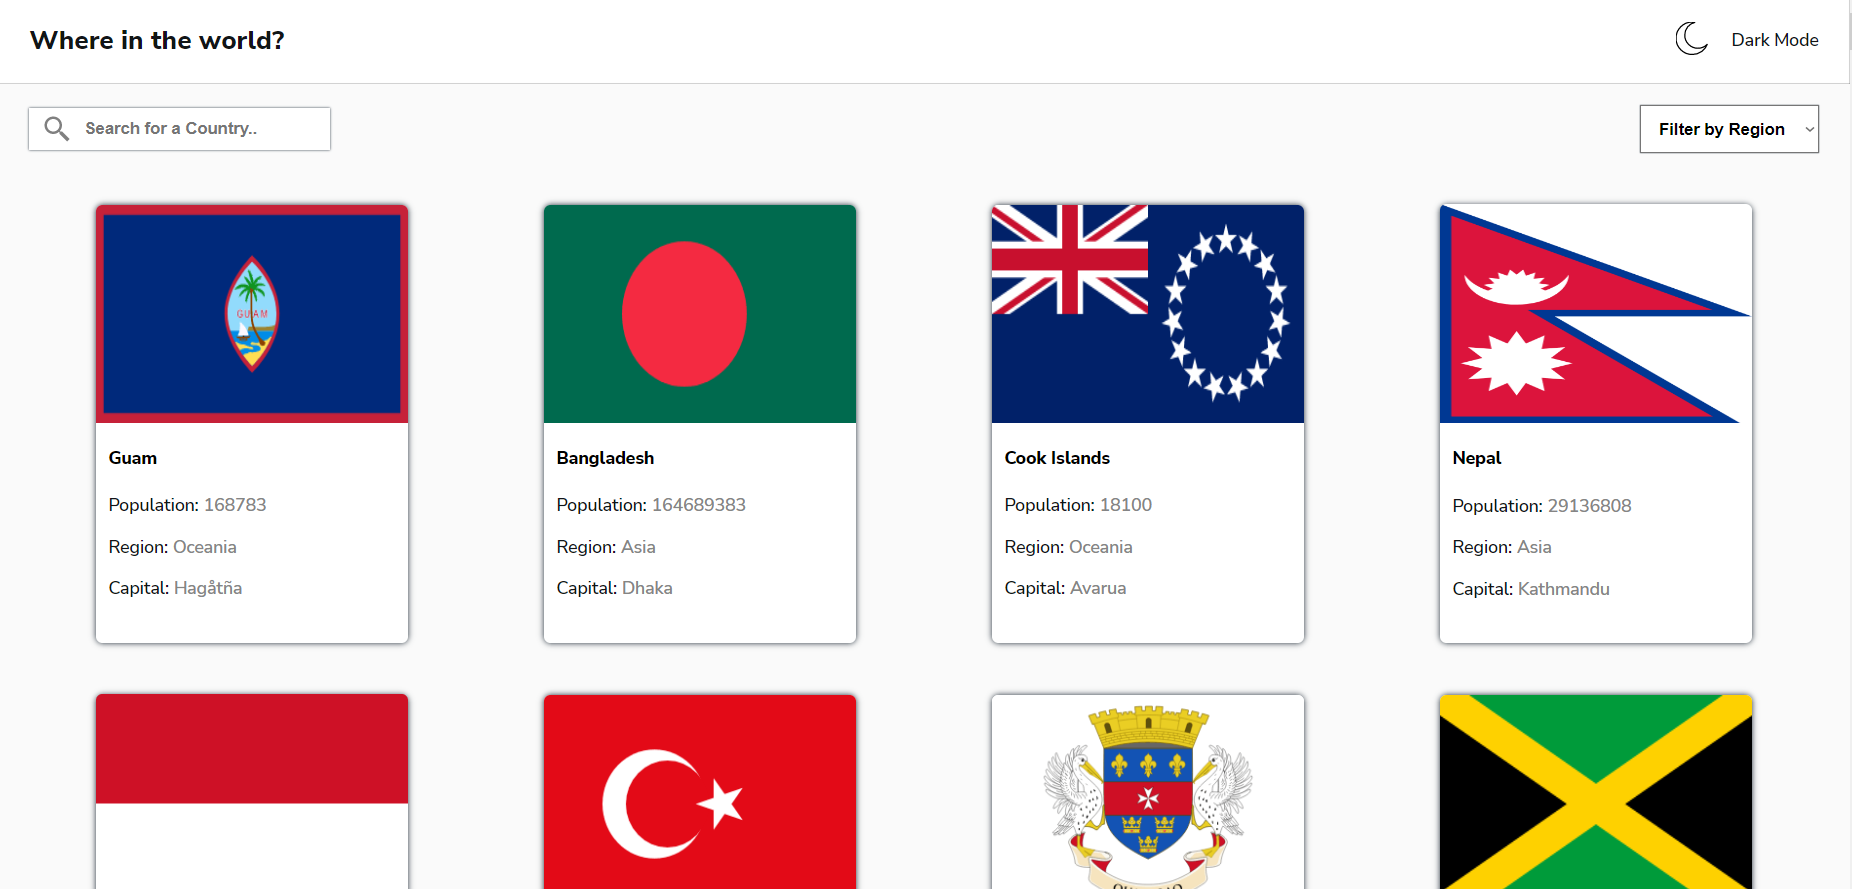 Where in the world?
Dark Mode
Search for a Country..
Filter by Region
GUAM
Guam
Population: 168783
Region: Oceania
Capital: Hagåtña
Bangladesh
Population: 164689383
Region: Asia
Capital: Dhaka
Cook Islands
Population: 18100
Region: Oceania
Capital: Avarua
Nepal
Population: 29136808
Region: Asia
Capital: Kathmandu